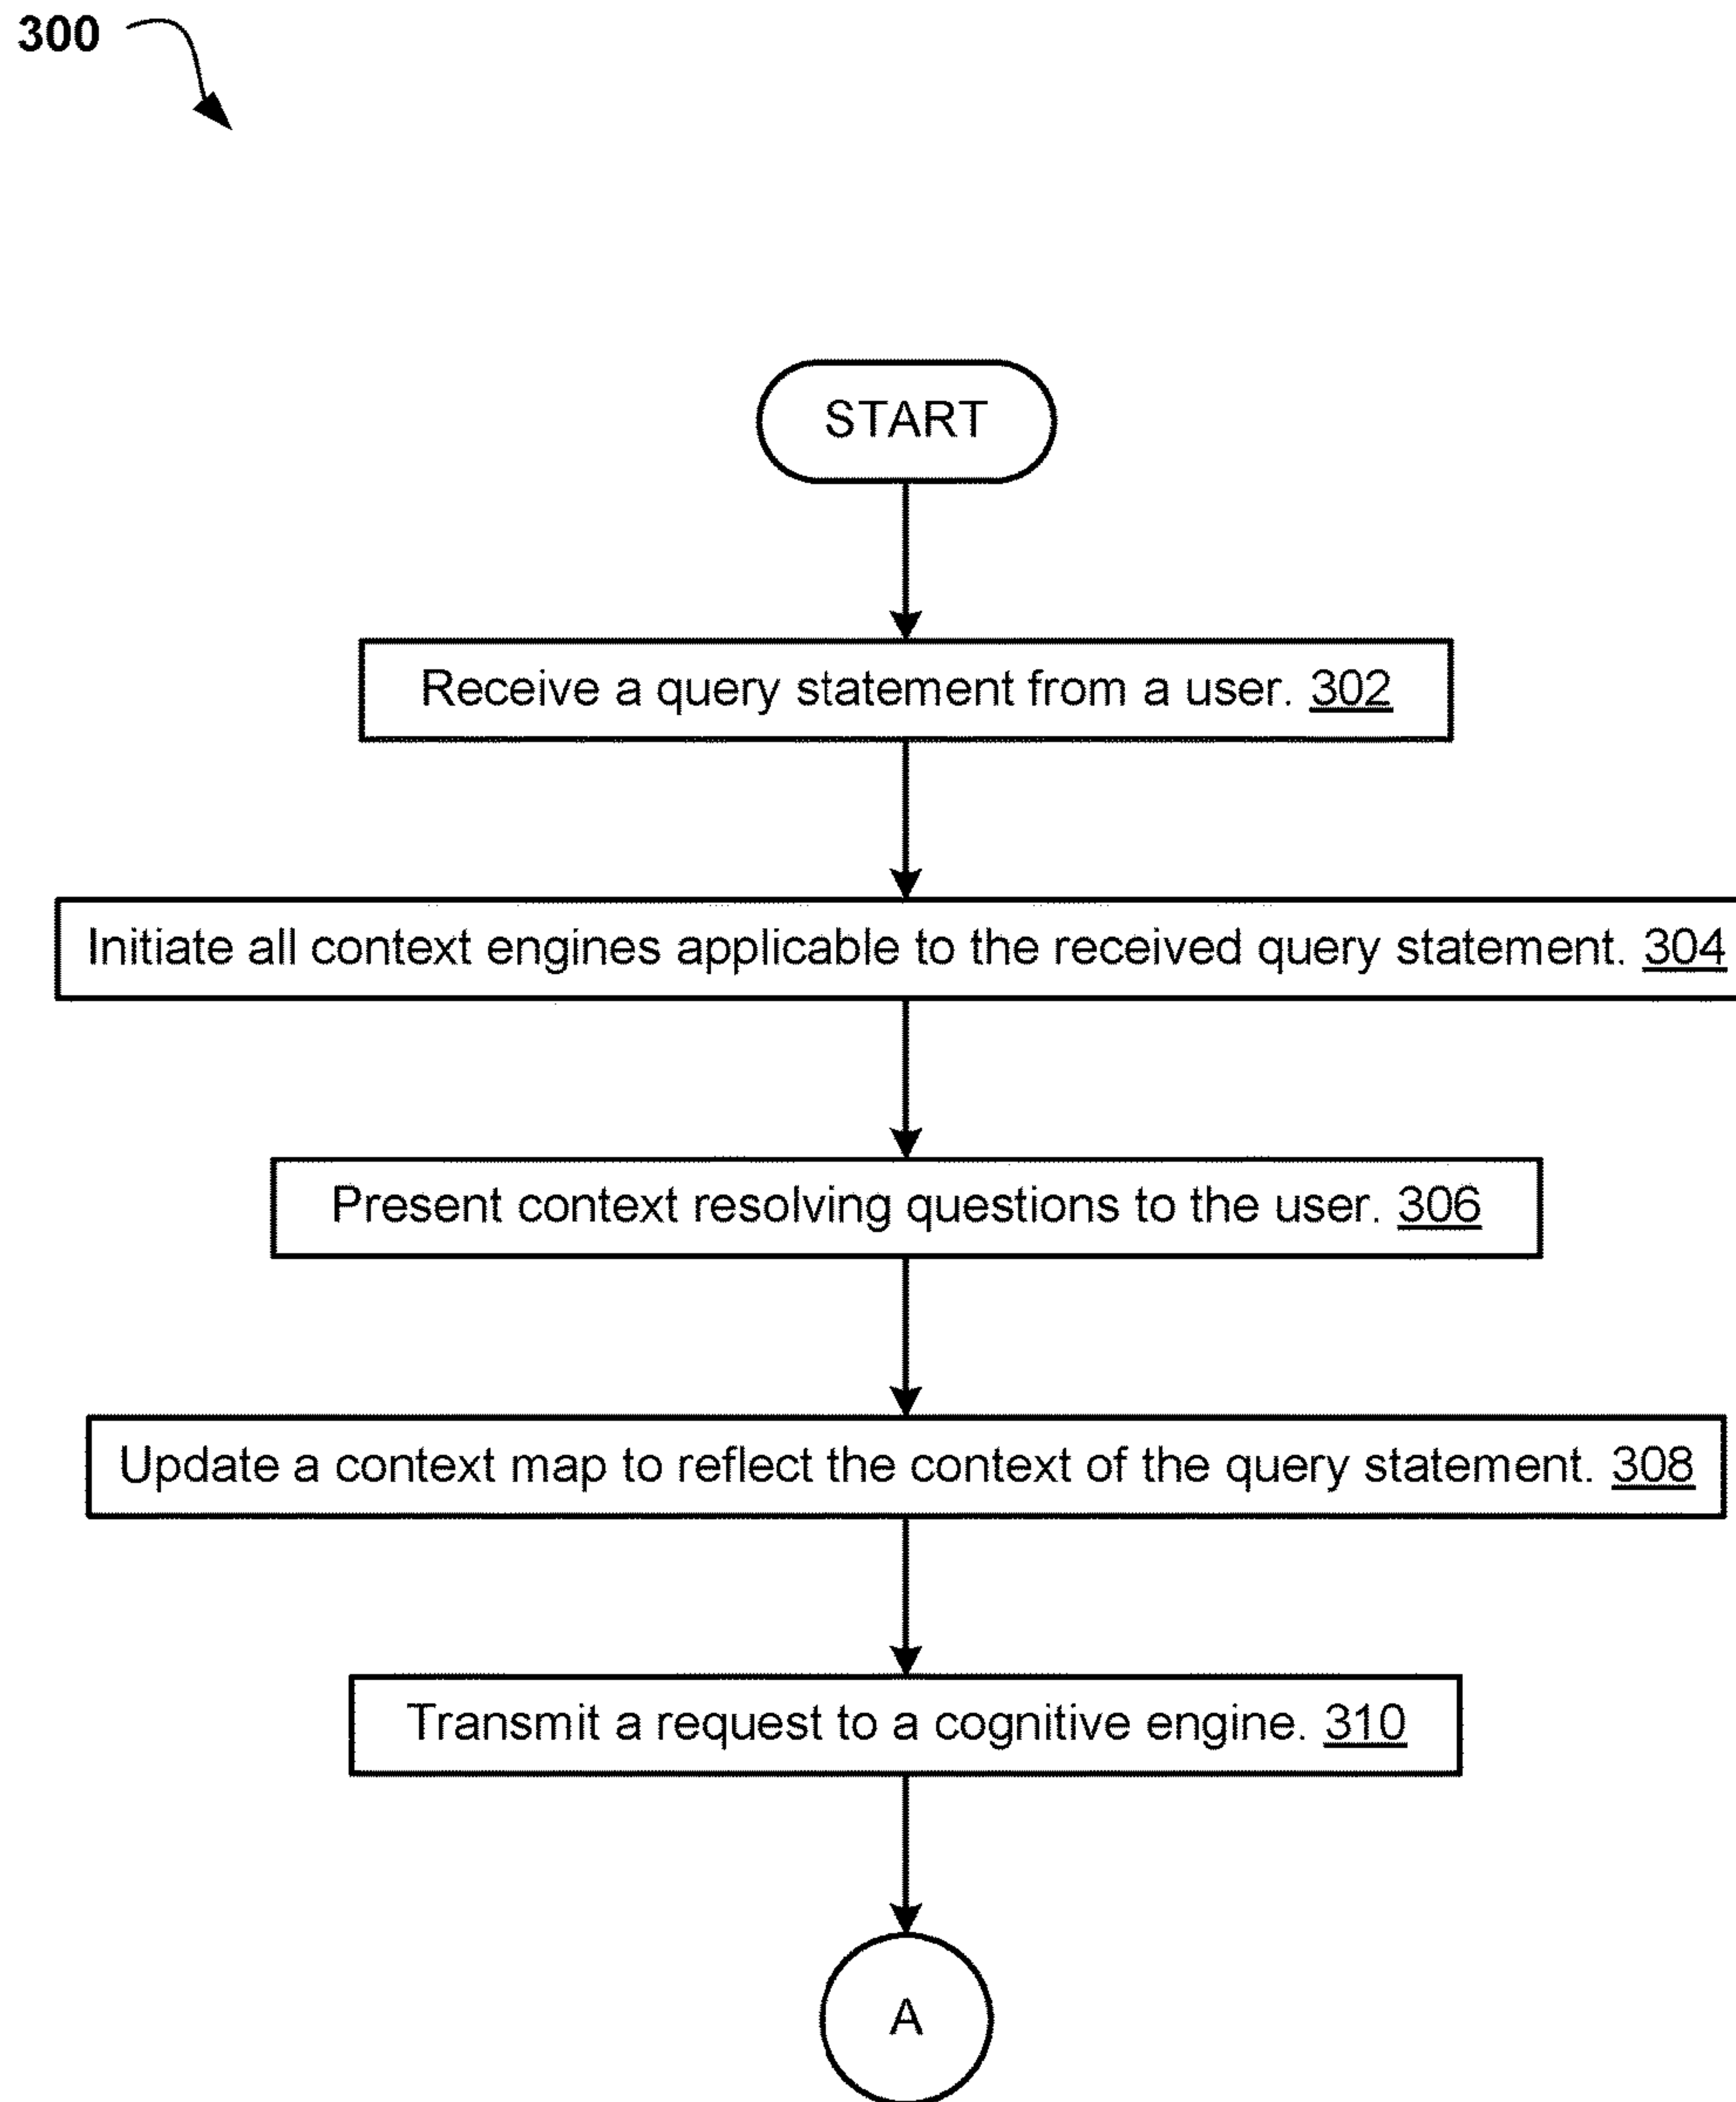 300
START
Receive a query statement from a user. 302
Initiate all context engines applicable to the received query statement. 304
Present context resolving questions to the user. 306
Update a context map to reflect the context of the query statement. 308
Transmit a request to a cognitive engine. 310
A